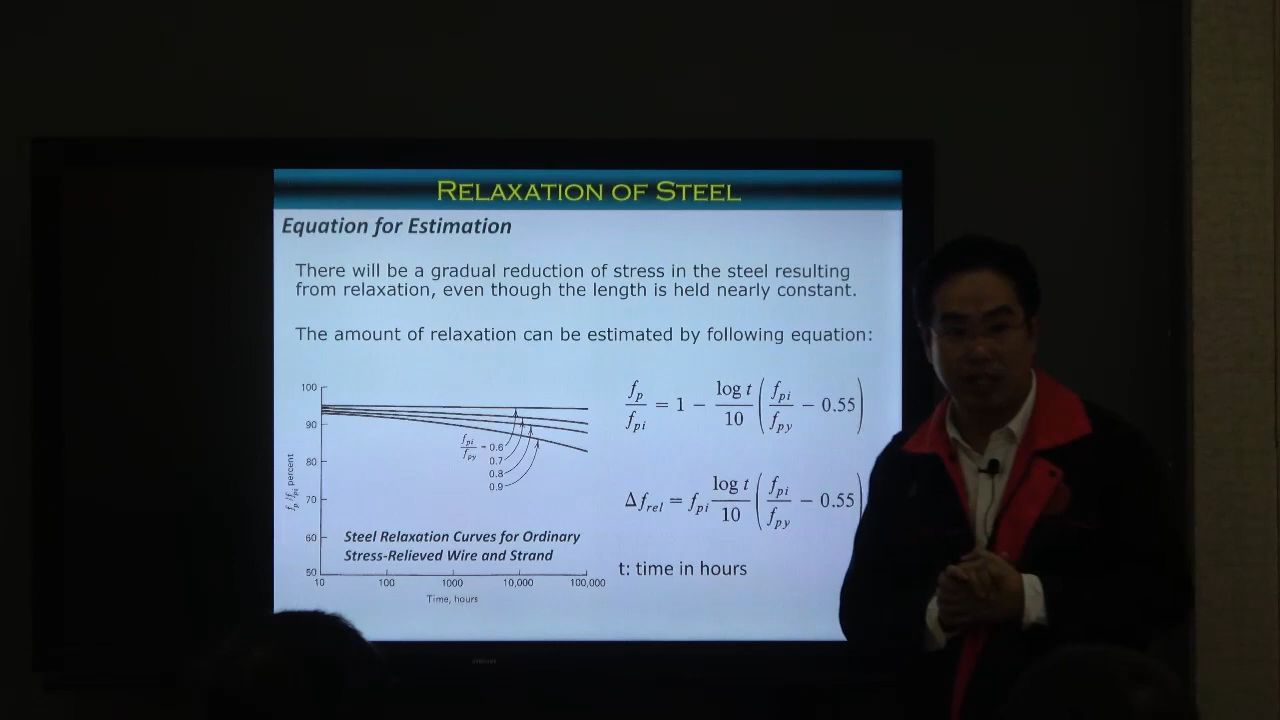 RELAXATION OF STEEL
Equation for Estimation
There will be a gradual reduction of stress in the steel resulting
from relaxation, even though the length is held nearly constant.
The amount of relaxation can be estimated by following equation:
f_p / f_pi = 1 − log t / 10 ( f_pi / f_py − 0.55 )
Δf_rel = f_pi log t / 10 ( f_pi / f_py − 0.55 )
t: time in hours
100
90
80
70
60
50
f_p/f_pi percent
f_pi / f_py = 0.6
0.7
0.8
0.9
Steel Relaxation Curves for Ordinary
Stress-Relieved Wire and Strand
10 100 1000 10,000 100,000
Time, hours